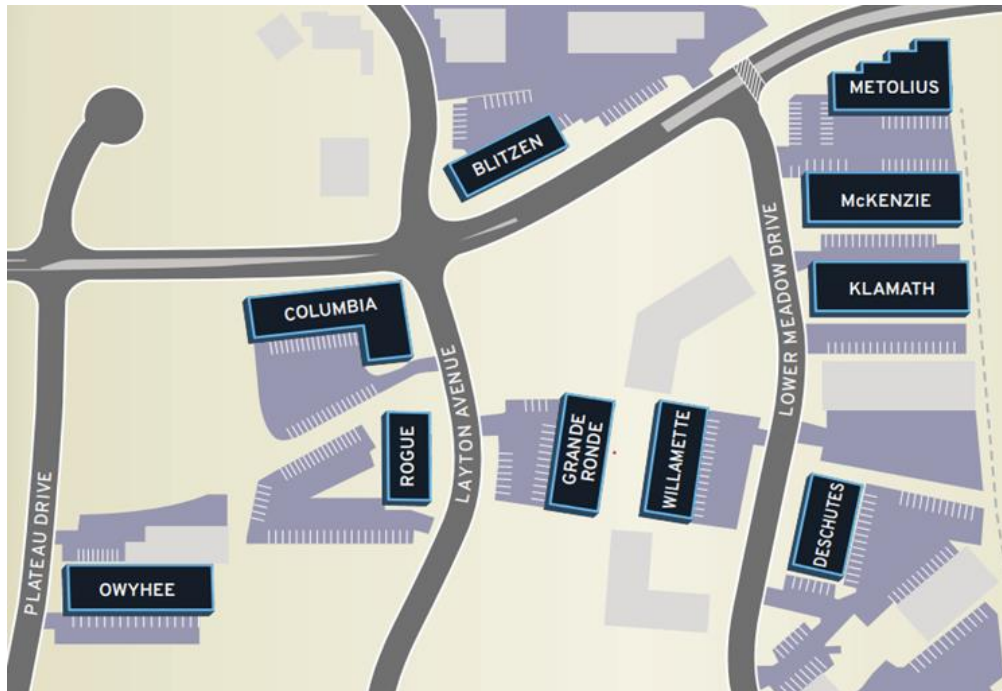 METOLIUS
BLITZEN
McKENZIE
KLAMATH
COLUMBIA
LOWER MEADOW DRIVE
LAYTON AVENUE
ROGUE
GRANDE
RONDE
WILLAMETTE
DESCHUTES
PLATEAU DRIVE
OWYHEE